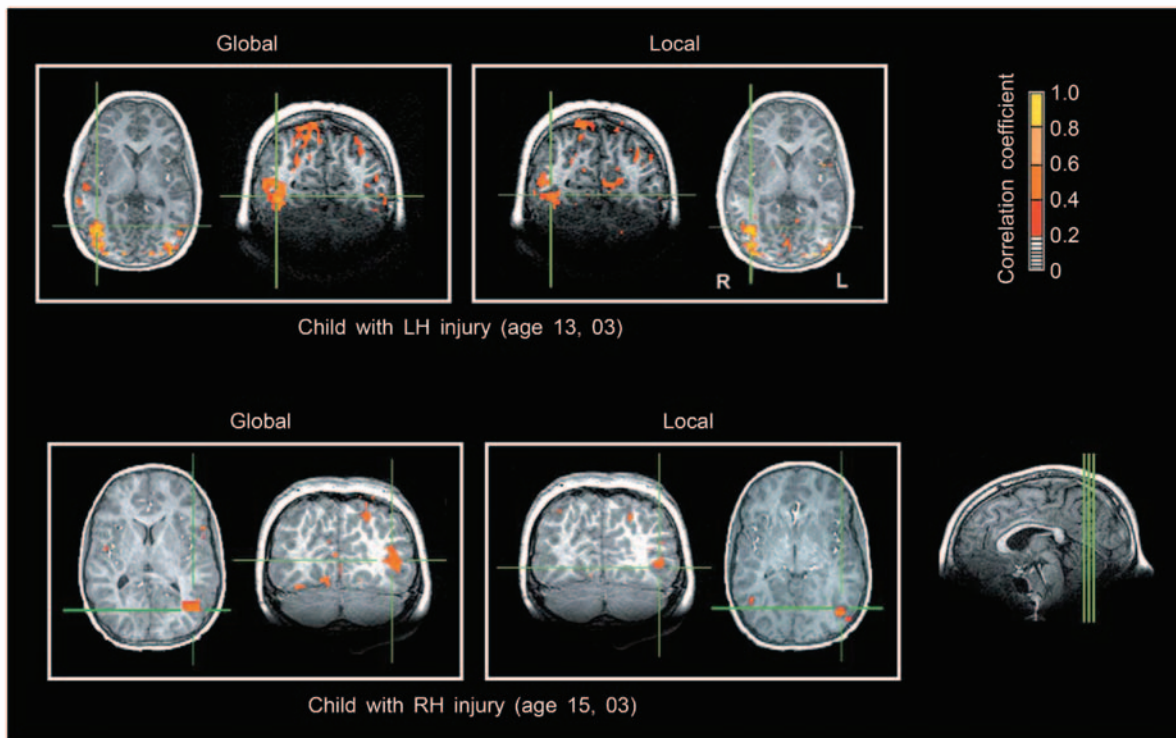 Global
Local
R
L
Correlation coefficient
1.0
0.8
0.6
0.4
0.2
0
Child with LH injury (age 13, 03)
Global
Local
Child with RH injury (age 15, 03)